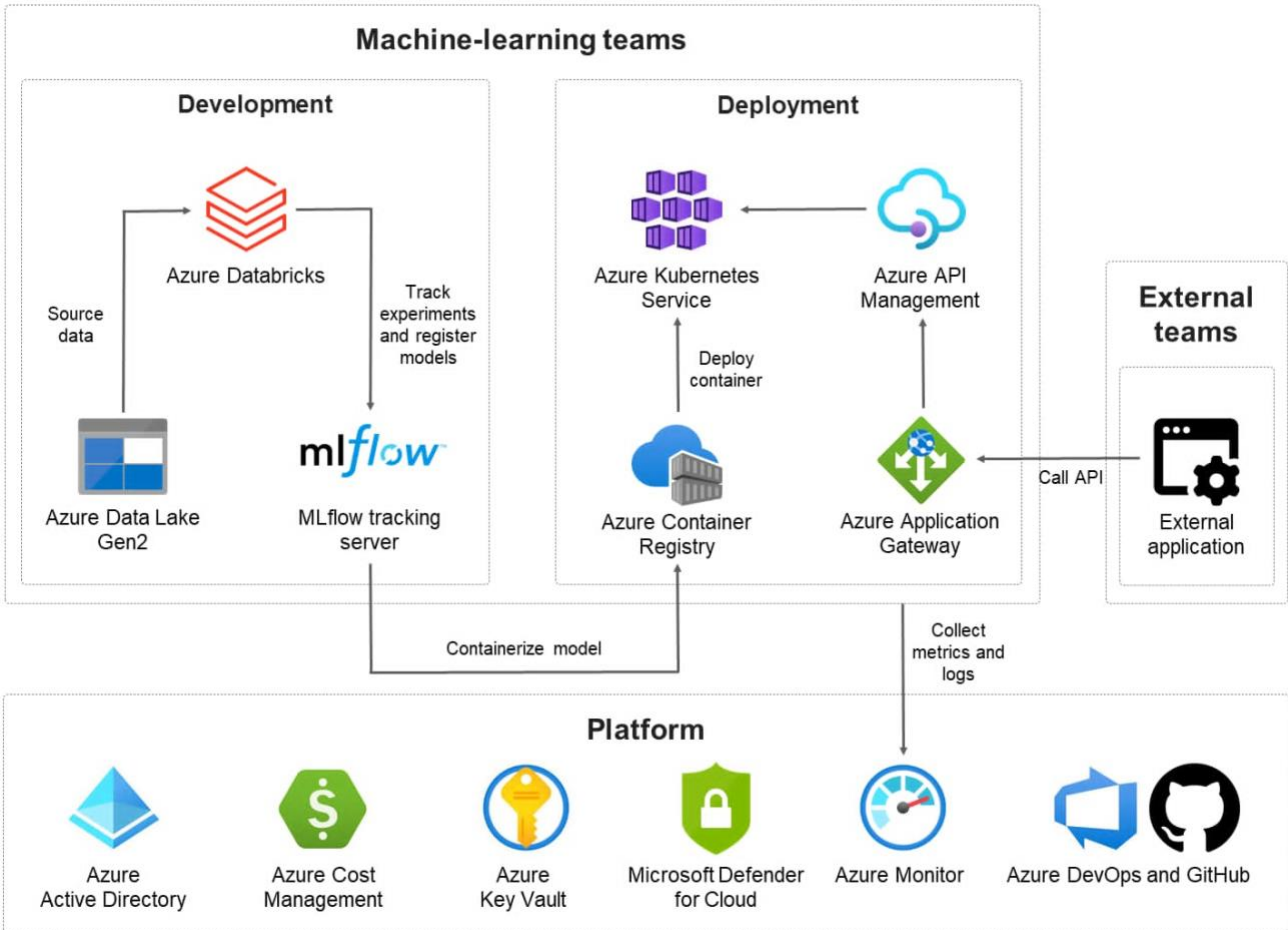 Machine-learning teams
Development
Azure Databricks
Source
data
Track
experiments
and register
models
Azure Data Lake
Gen2
mlflow™
MLflow tracking
server
Deployment
Azure Kubernetes
Service
Azure API
Management
Deploy
container
Azure Container
Registry
Azure Application
Gateway
External
teams
Call API
External
application
Containerize model
Collect
metrics and
logs
Platform
Azure
Active Directory
Azure Cost
Management
Azure
Key Vault
Microsoft Defender
for Cloud
Azure Monitor
Azure DevOps and GitHub